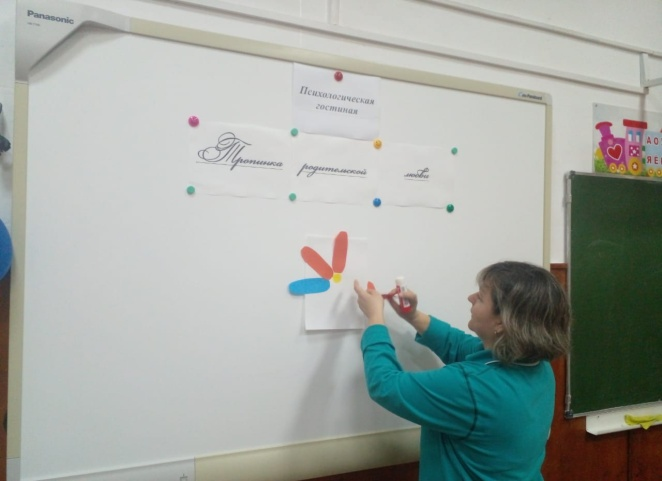 Panasonic
Психологическая
гостиная
Тропинка
родительской
любви